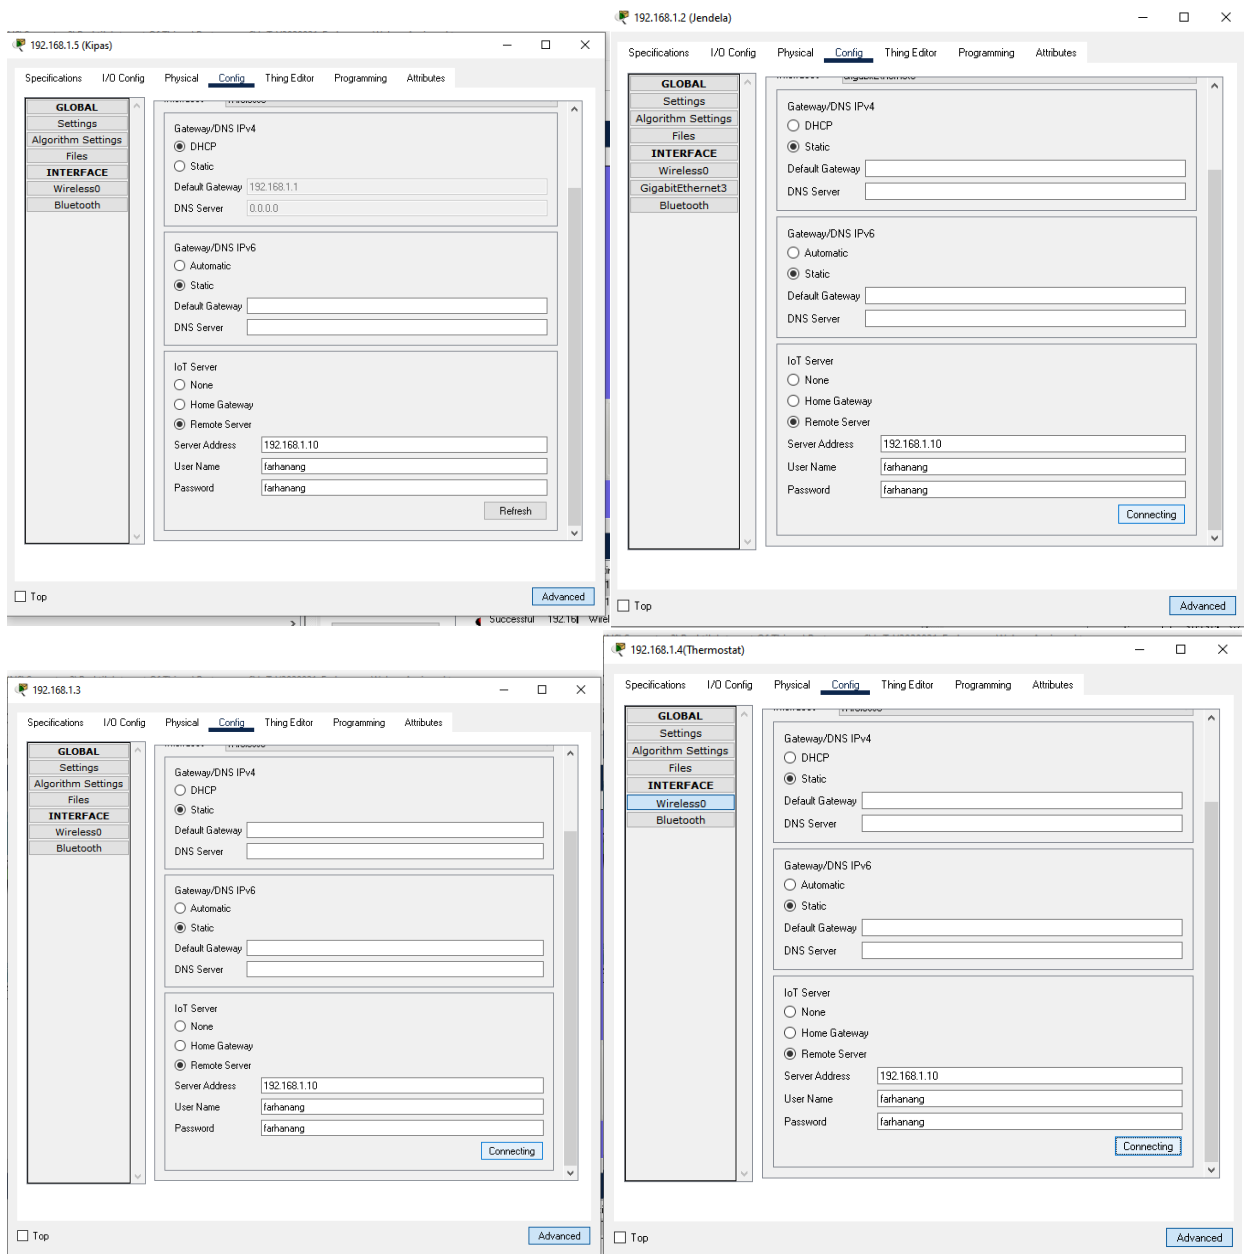 192.168.1.5 (Kipas)
Specifications I/O Config Physical Config Thing Editor Programming Attributes
GLOBAL
Settings
Algorithm Settings
Files
INTERFACE
Wireless0
Bluetooth
Gateway/DNS IPv4
DHCP
Static
Default Gateway 192.168.1.1
DNS Server 0.0.0.0
Gateway/DNS IPv6
Automatic
Static
Default Gateway
DNS Server
IoT Server
None
Home Gateway
Remote Server
Server Address 192.168.1.10
User Name farhanang
Password farhanang
Refresh
Top
Advanced
Successful 192.16
192.168.1.2 (Jendela)
Specifications I/O Config Physical Config Thing Editor Programming Attributes
GLOBAL
Settings
Algorithm Settings
Files
INTERFACE
Wireless0
GigabitEthernet3
Bluetooth
Gateway/DNS IPv4
DHCP
Static
Default Gateway
DNS Server
Gateway/DNS IPv6
Automatic
Static
Default Gateway
DNS Server
IoT Server
None
Home Gateway
Remote Server
Server Address 192.168.1.10
User Name farhanang
Password farhanang
Connecting
Top
Advanced
192.168.1.3
Specifications I/O Config Physical Config Thing Editor Programming Attributes
GLOBAL
Settings
Algorithm Settings
Files
INTERFACE
Wireless0
Bluetooth
Gateway/DNS IPv4
DHCP
Static
Default Gateway
DNS Server
Gateway/DNS IPv6
Automatic
Static
Default Gateway
DNS Server
IoT Server
None
Home Gateway
Remote Server
Server Address 192.168.1.10
User Name farhanang
Password farhanang
Connecting
Top
Advanced
192.168.1.4(Thermostat)
Specifications I/O Config Physical Config Thing Editor Programming Attributes
GLOBAL
Settings
Algorithm Settings
Files
INTERFACE
Wireless0
Bluetooth
Gateway/DNS IPv4
DHCP
Static
Default Gateway
DNS Server
Gateway/DNS IPv6
Automatic
Static
Default Gateway
DNS Server
IoT Server
None
Home Gateway
Remote Server
Server Address 192.168.1.10
User Name farhanang
Password farhanang
Connecting
Top
Advanced